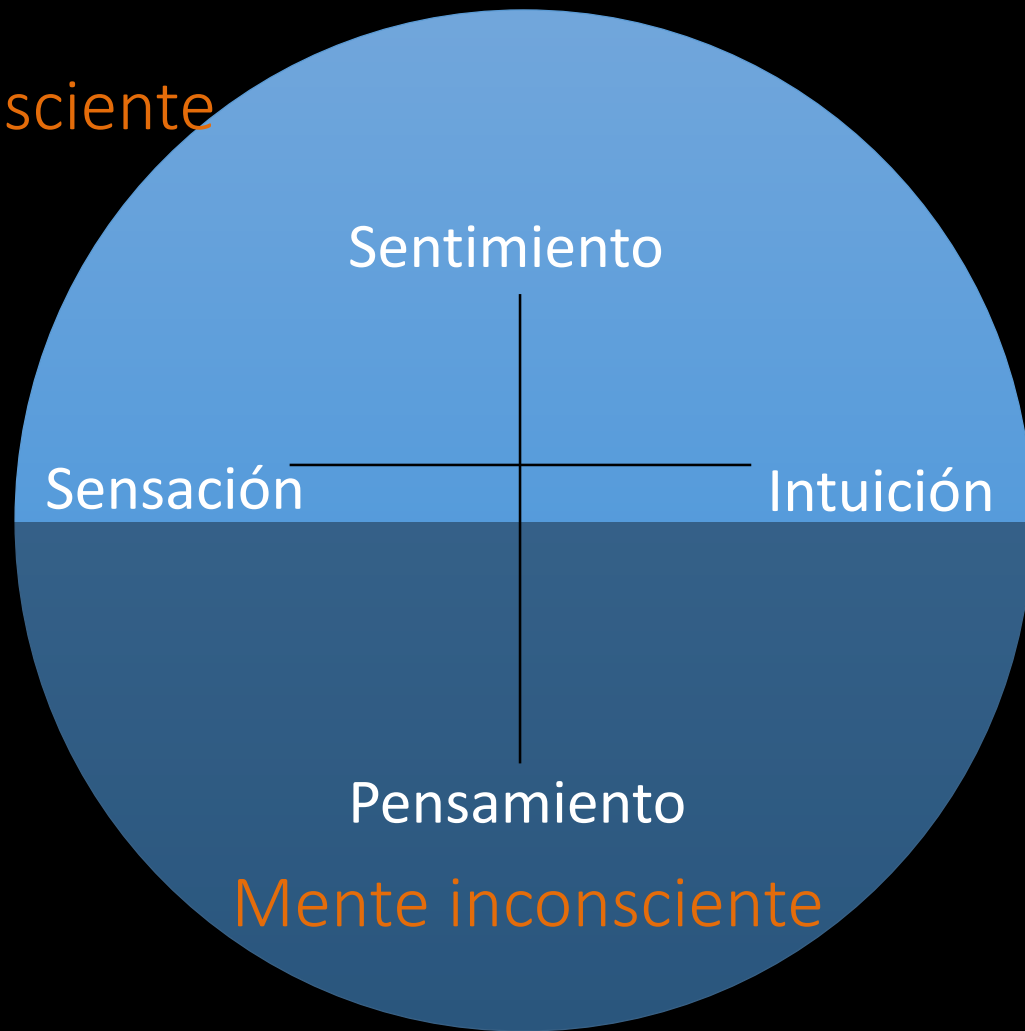 sciente
Sentimiento
Sensación
Intuición
Pensamiento
Mente inconsciente